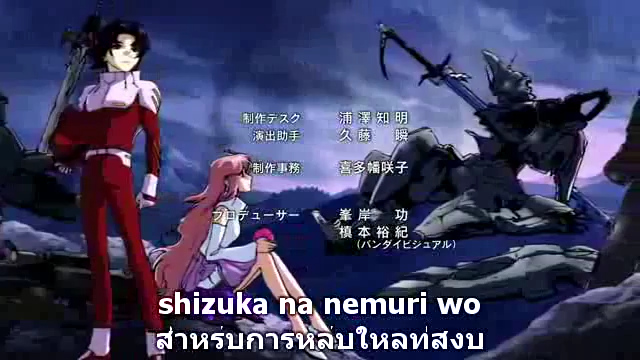 制作デスク 浦澤知明
演出助手 久藤 瞬
制作事務 喜多幡咲子
プロデューサー 峯岸 功
槙本裕紀
(バンダイビジュアル)
shizuka na nemuri wo
สำหรับการหลับใหลที่สงบ